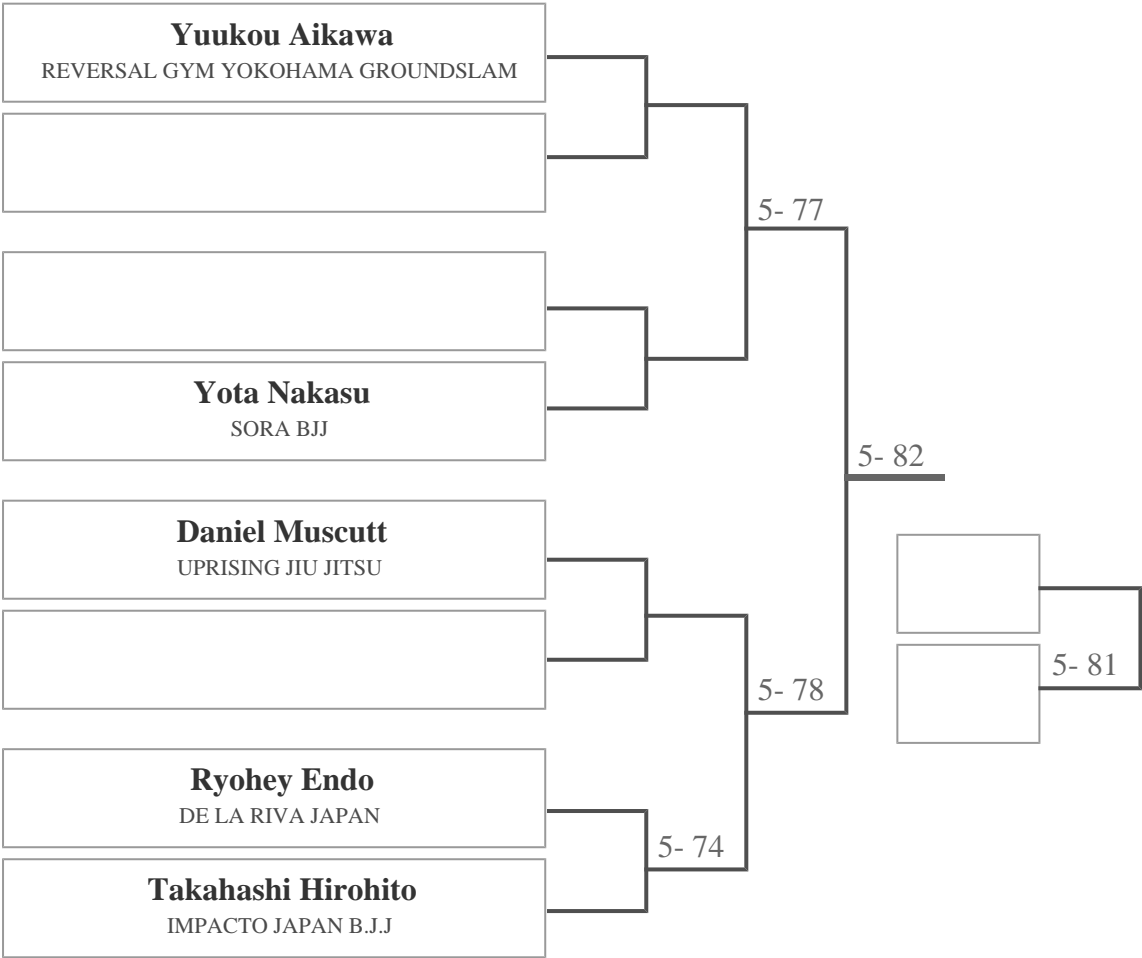 Yuukou Aikawa
REVERSAL GYM YOKOHAMA GROUNDSLAM
5- 77
Yota Nakasu
SORA BJJ
5- 82
Daniel Muscutt
UPRISING JIU JITSU
5- 81
5- 78
Ryohey Endo
DE LA RIVA JAPAN
5- 74
Takahashi Hirohito
IMPACTO JAPAN B.J.J